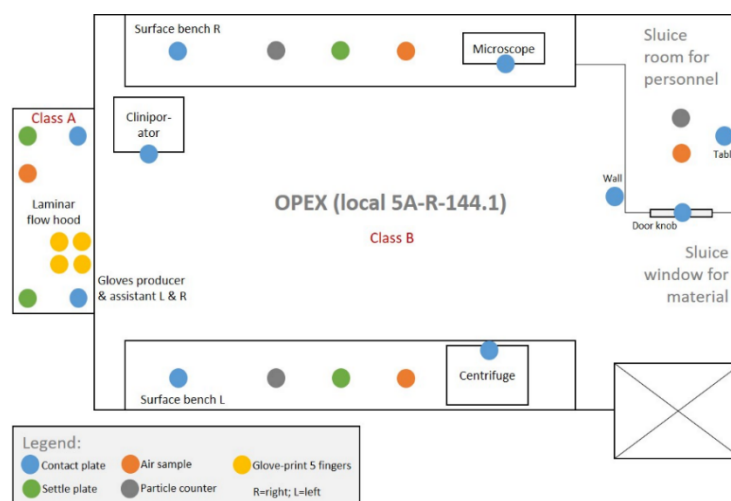 Surface bench R
Microscope
Sluice
room for
personnel
Class A
Clinipor-
ator
Tabl
Wall
OPEX (local 5A-R-144.1)
Laminar
flow hood
Class B
Door knob
Gloves producer
& assistant L & R
Sluice
window for
material
Centrifuge
Surface bench L
Legend:
Contact plate
Air sample
Glove-print 5 fingers
Settle plate
Particle counter
R=right; L=left